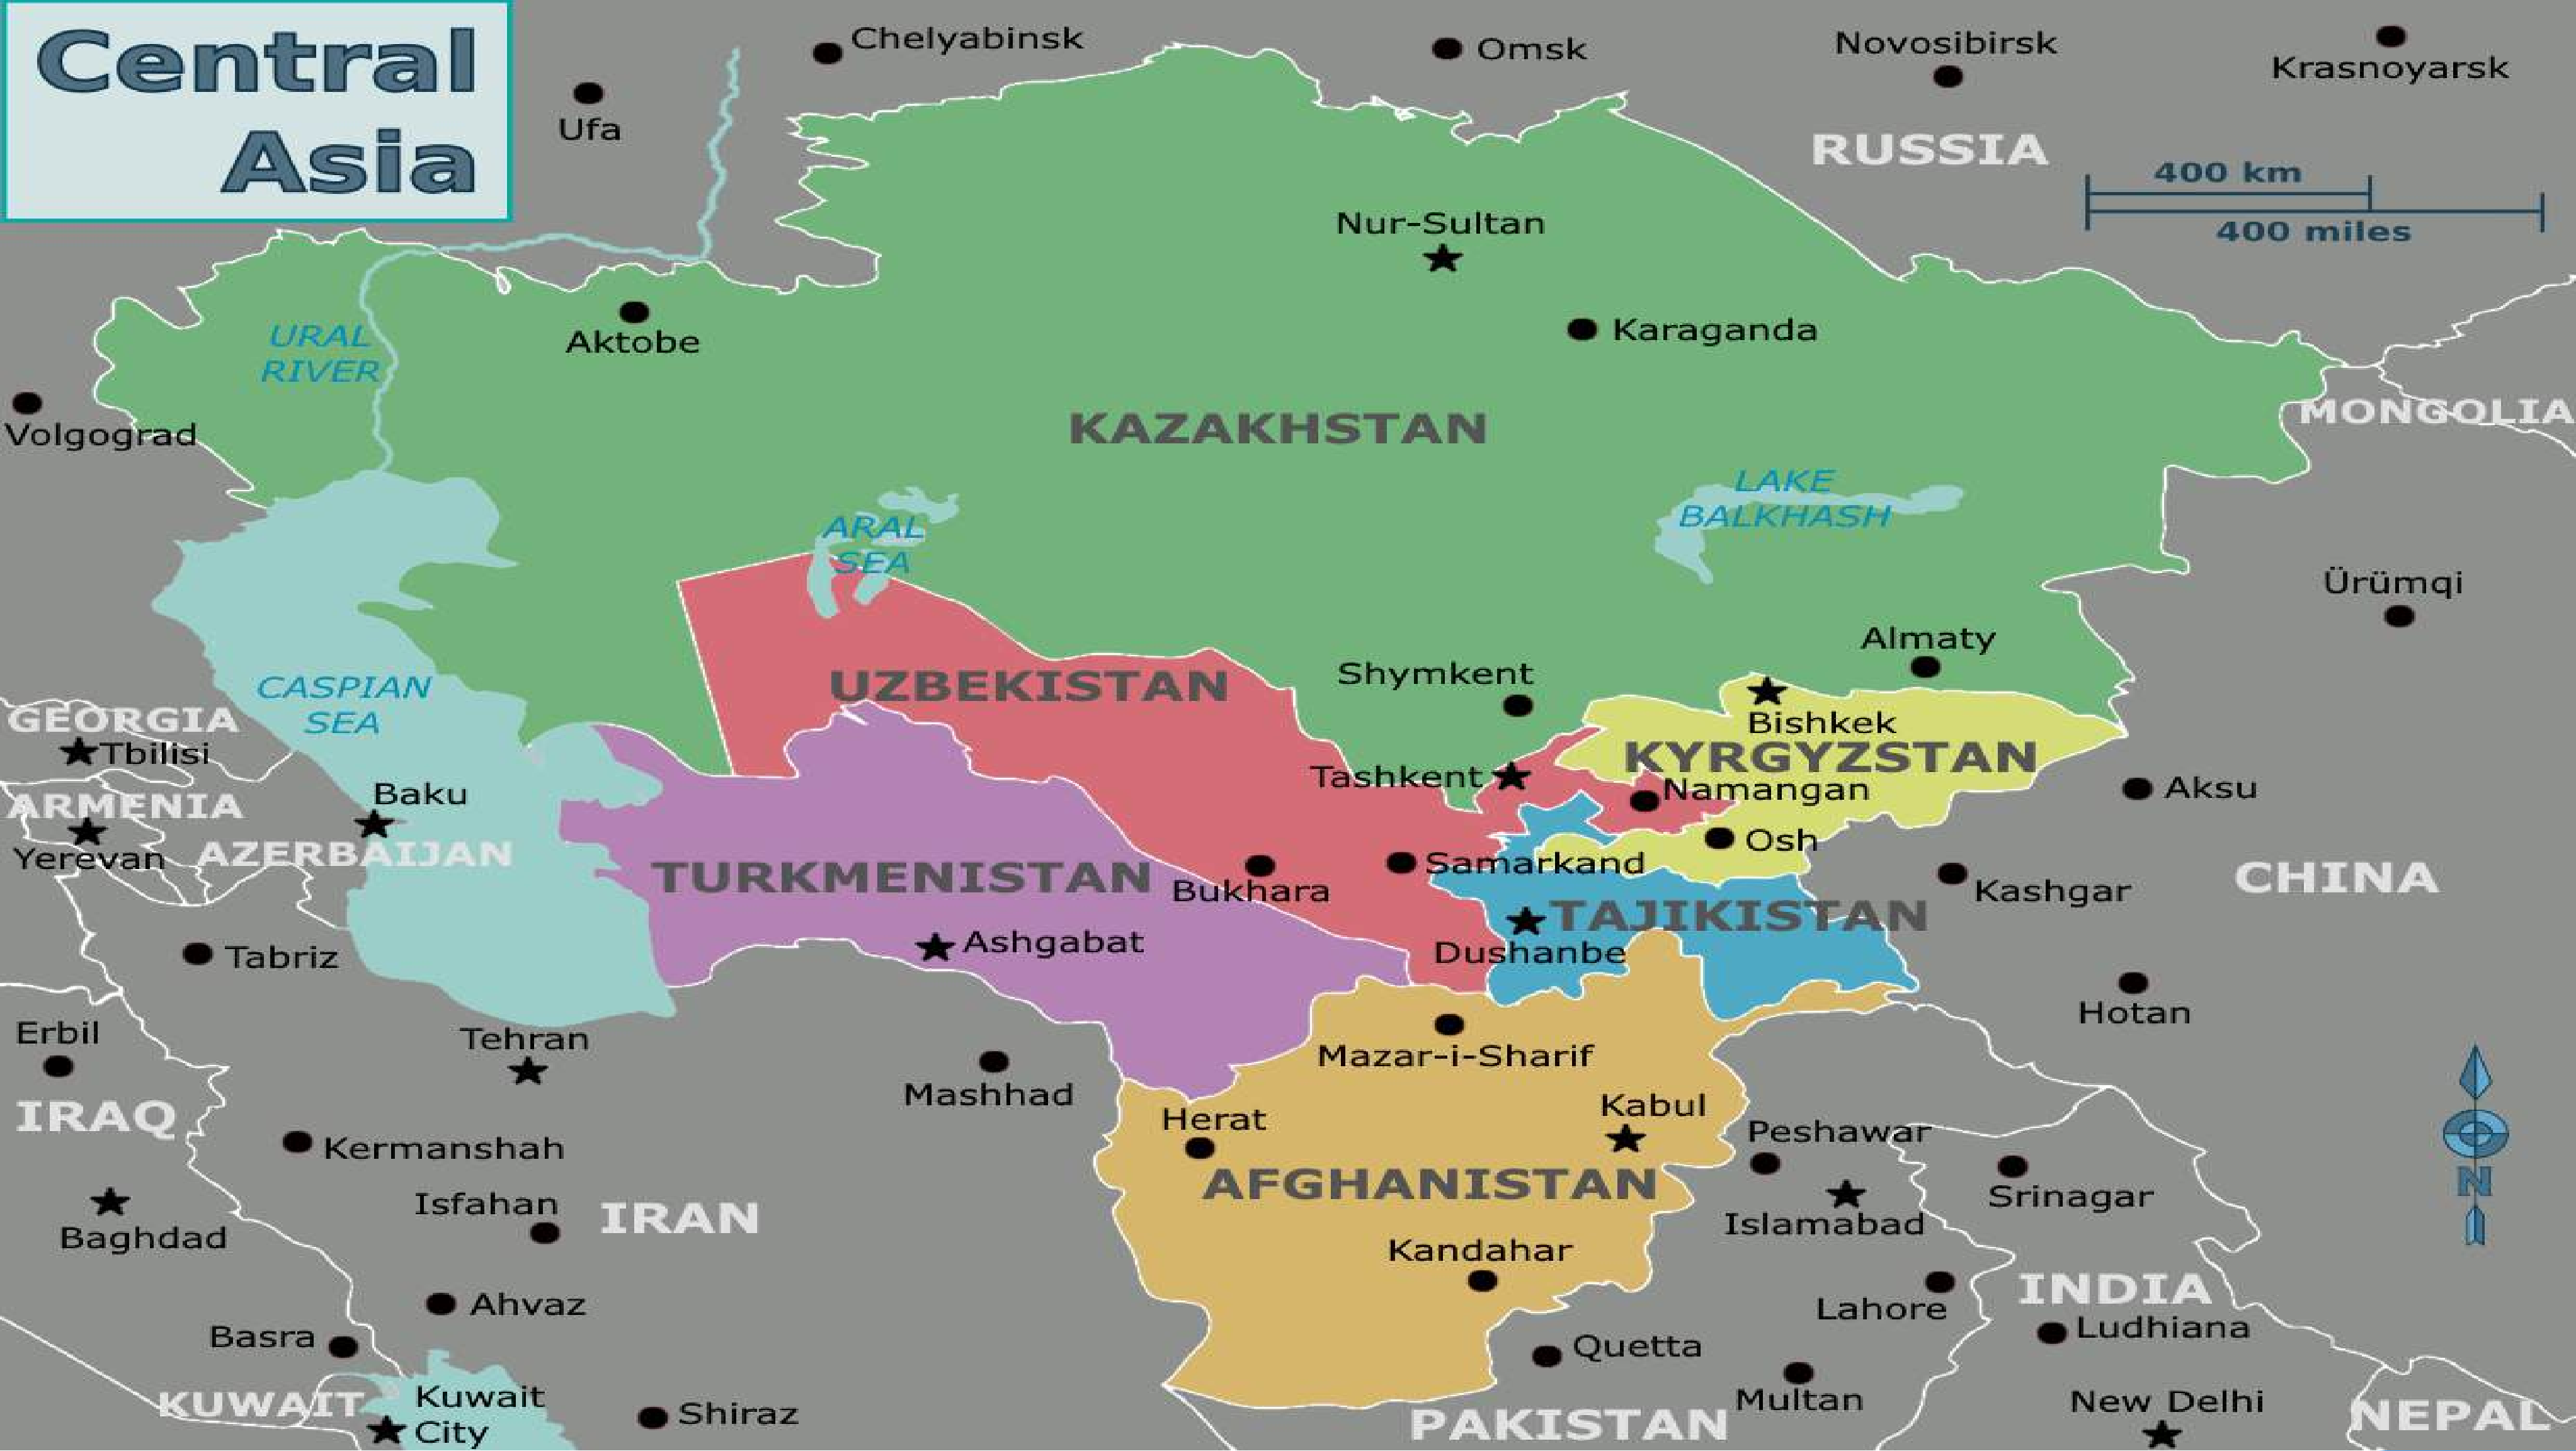 Central
Asia
Chelyabinsk
Omsk
Novosibirsk
Krasnoyarsk
Ufa
RUSSIA
400 km
400 miles
Nur-Sultan
URAL
RIVER
Aktobe
Karaganda
Volgograd
KAZAKHSTAN
MONGOLIA
LAKE
BALKHASH
ARAL
SEA
Ürümqi
Almaty
Shymkent
UZBEKISTAN
CASPIAN
SEA
GEORGIA
Tbilisi
Bishkek
KYRGYZSTAN
Tashkent
Namangan
Aksu
Baku
ARMENIA
Yerevan
AZERBAIJAN
Osh
TURKMENISTAN
Bukhara
Samarkand
Kashgar
CHINA
TAJIKISTAN
Dushanbe
Ashgabat
Tabriz
Hotan
Erbil
Tehran
Mazar-i-Sharif
Mashhad
IRAQ
Herat
Kabul
Peshawar
Kermanshah
AFGHANISTAN
N
Srinagar
Isfahan
IRAN
Islamabad
Baghdad
Kandahar
INDIA
Ahvaz
Lahore
Ludhiana
Basra
Quetta
Multan
KUWAIT
Kuwait
City
Shiraz
PAKISTAN
New Delhi
NEPAL